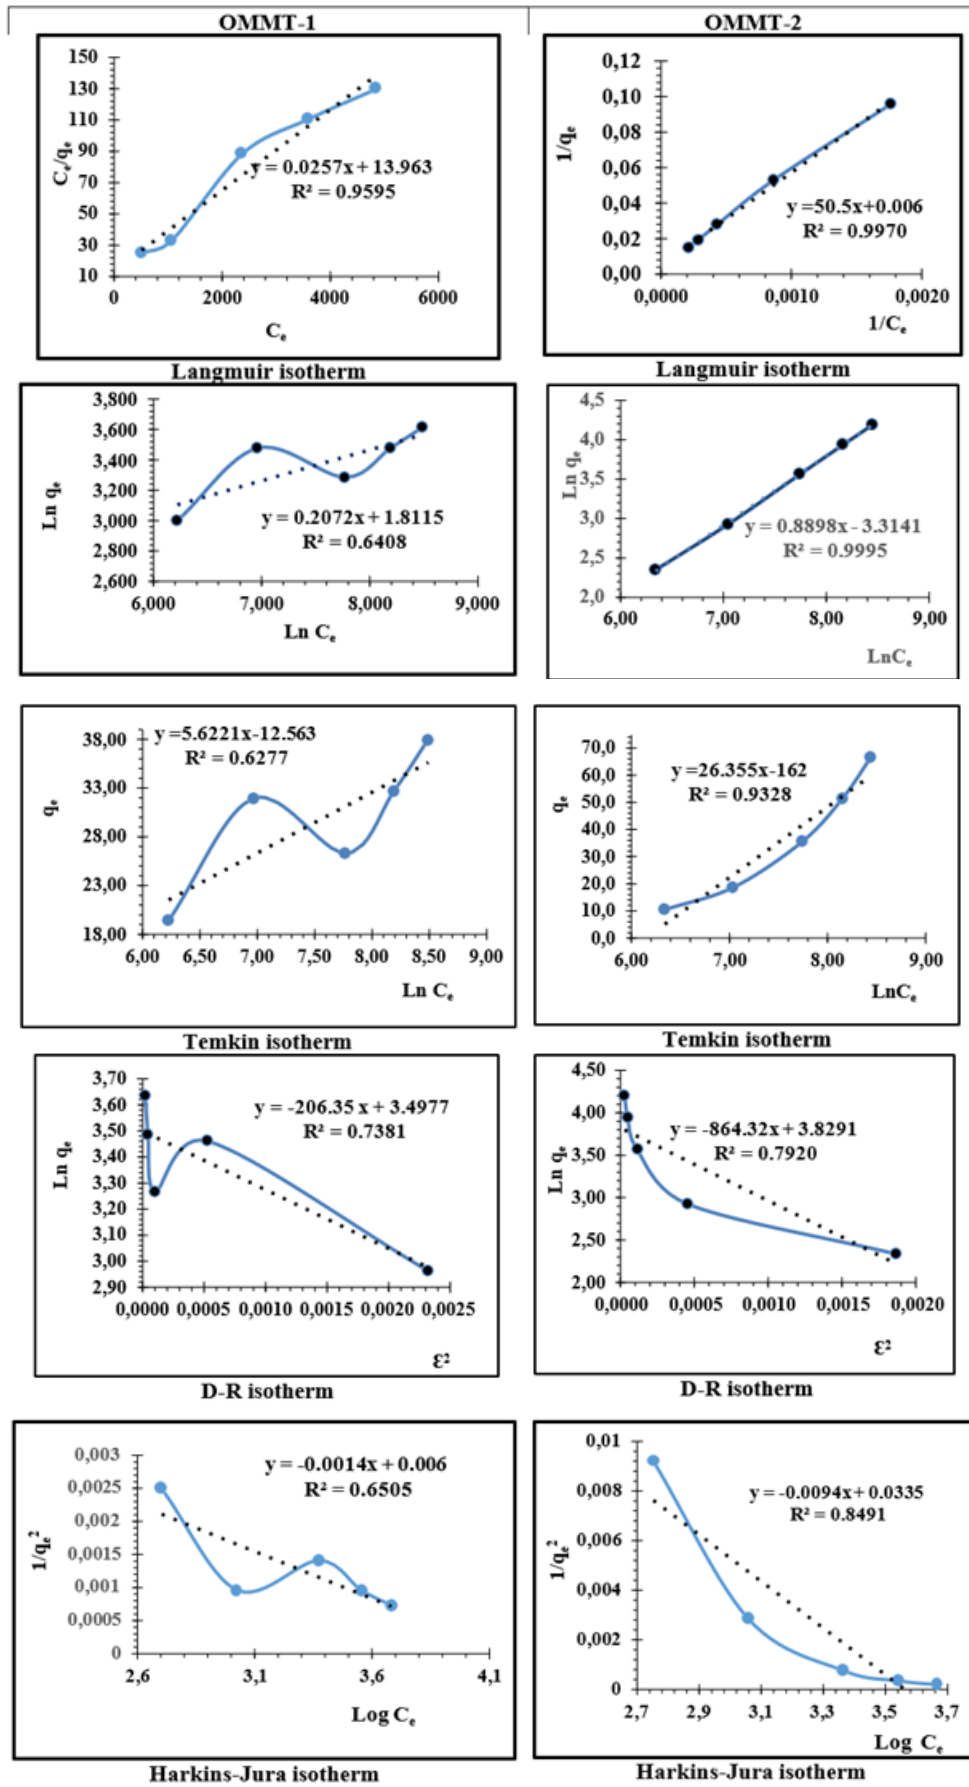 OMMT-1
OMMT-2
150
130
110
90
70
50
30
10
Ce/qe
y = 0.0257x + 13.963
R² = 0.9595
0
2000
4000
6000
Ce
0,12
0,10
0,08
0,06
0,04
0,02
0,00
1/qe
y =50.5x+0.006
R² = 0.9970
0,0000
0,0010
0,0020
1/Ce
Langmuir isotherm
Langmuir isotherm
3,800
3,600
3,400
3,200
3,000
2,800
2,600
Ln qe
y = 0.2072x + 1.8115
R² = 0.6408
6,000
7,000
8,000
9,000
Ln Ce
4,5
4,0
3,5
3,0
2,5
2,0
Ln qe
y = 0.8898x - 3.3141
R² = 0.9995
6,00
7,00
8,00
9,00
LnCe
y =5.6221x-12.563
R² = 0.6277
38,00
33,00
28,00
23,00
18,00
qe
6,00
6,50
7,00
7,50
8,00
8,50
9,00
Ln Ce
70,0
60,0
50,0
40,0
30,0
20,0
10,0
0,0
qe
y=26.355x-162
R² = 0.9328
6,00
7,00
8,00
9,00
LnCe
Temkin isotherm
Temkin isotherm
3,70
3,60
3,50
3,40
3,30
3,20
3,10
3,00
2,90
Ln qe
y = -206.35 x + 3.4977
R² = 0.7381
0,0000
0,0005
0,0010
0,0015
0,0020
0,0025
Ɛ²
4,50
4,00
3,50
3,00
2,50
2,00
Ln qe
y = -864.32x + 3.8291
R² = 0.7920
0,0000
0,0005
0,0010
0,0015
0,0020
Ɛ²
D-R isotherm
D-R isotherm
0,003
0,0025
0,002
0,0015
0,001
0,0005
0
1/qe²
y = -0.0014x + 0.006
R² = 0.6505
2,6
3,1
3,6
4,1
Log Ce
0,01
0,008
0,006
0,004
0,002
0
1/qe²
y = -0.0094x + 0.0335
R² = 0.8491
2,7
2,9
3,1
3,3
3,5
3,7
Log Ce
Harkins-Jura isotherm
Harkins-Jura isotherm